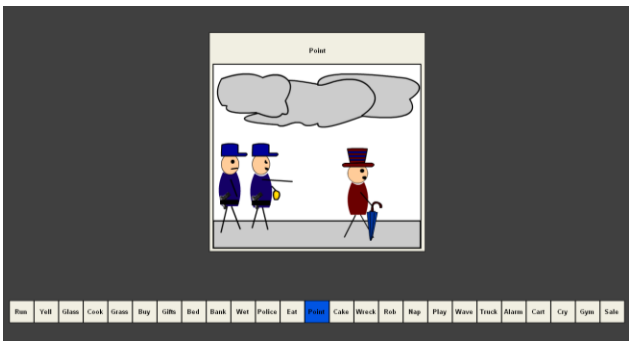 Point
Run Yell Glass Cook Grass Buy Gifts Bed Bank Wet Police Eat Point Cake Wreck Rob Nap Play Wave Truck Alarm Cart Cry Gym Sale